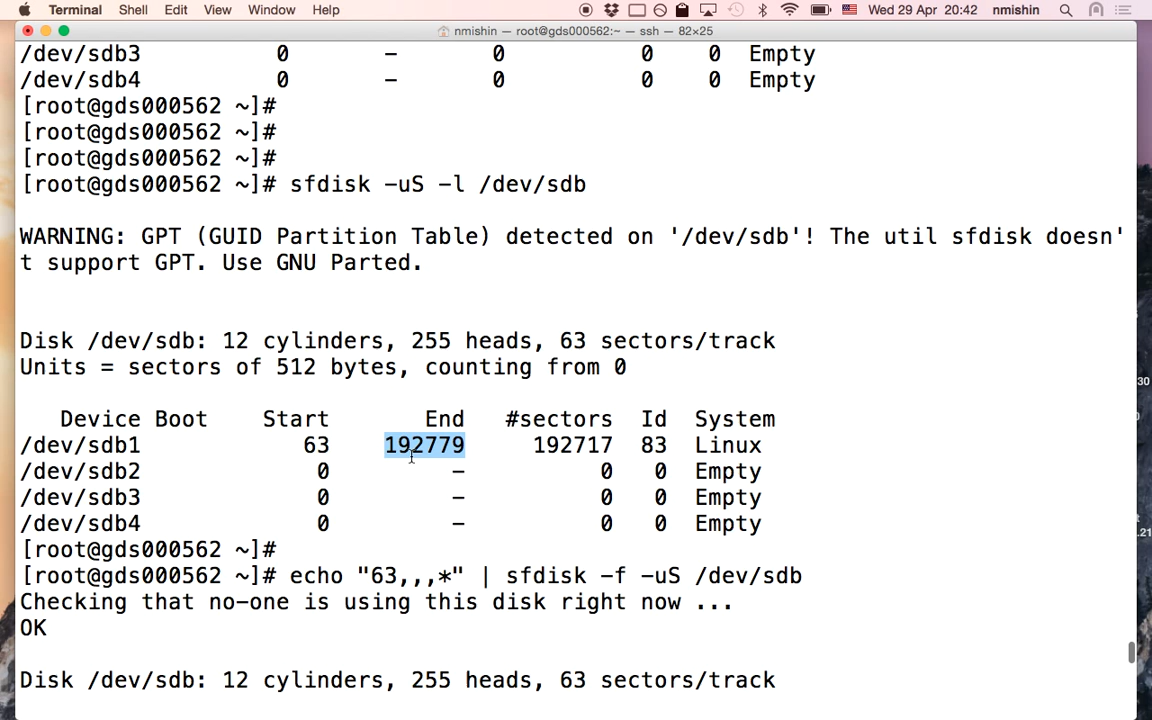 Terminal Shell Edit View Window Help Wed 29 Apr 20:42 nmishin
nmishin — root@gds000562:~ — ssh — 82×25
/dev/sdb3 0 - 0 0 0 Empty
/dev/sdb4 0 - 0 0 0 Empty
[root@gds000562 ~]#
[root@gds000562 ~]#
[root@gds000562 ~]#
[root@gds000562 ~]# sfdisk -uS -l /dev/sdb
WARNING: GPT (GUID Partition Table) detected on '/dev/sdb'! The util sfdisk doesn'
t support GPT. Use GNU Parted.
Disk /dev/sdb: 12 cylinders, 255 heads, 63 sectors/track
Units = sectors of 512 bytes, counting from 0
Device Boot Start End #sectors Id System
/dev/sdb1 63 192779 192717 83 Linux
/dev/sdb2 0 - 0 0 Empty
/dev/sdb3 0 - 0 0 Empty
/dev/sdb4 0 - 0 0 Empty
[root@gds000562 ~]#
[root@gds000562 ~]# echo "63,,,*" | sfdisk -f -uS /dev/sdb
Checking that no-one is using this disk right now ...
OK
Disk /dev/sdb: 12 cylinders, 255 heads, 63 sectors/track